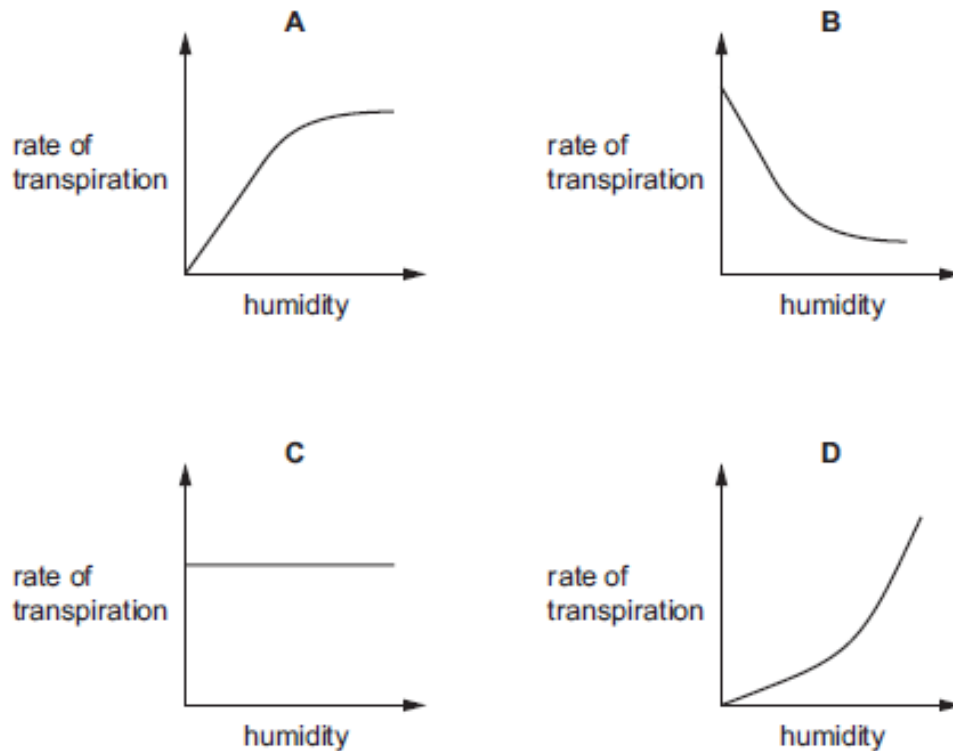 A
rate of
transpiration
humidity
B
rate of
transpiration
humidity
C
rate of
transpiration
humidity
D
rate of
transpiration
humidity